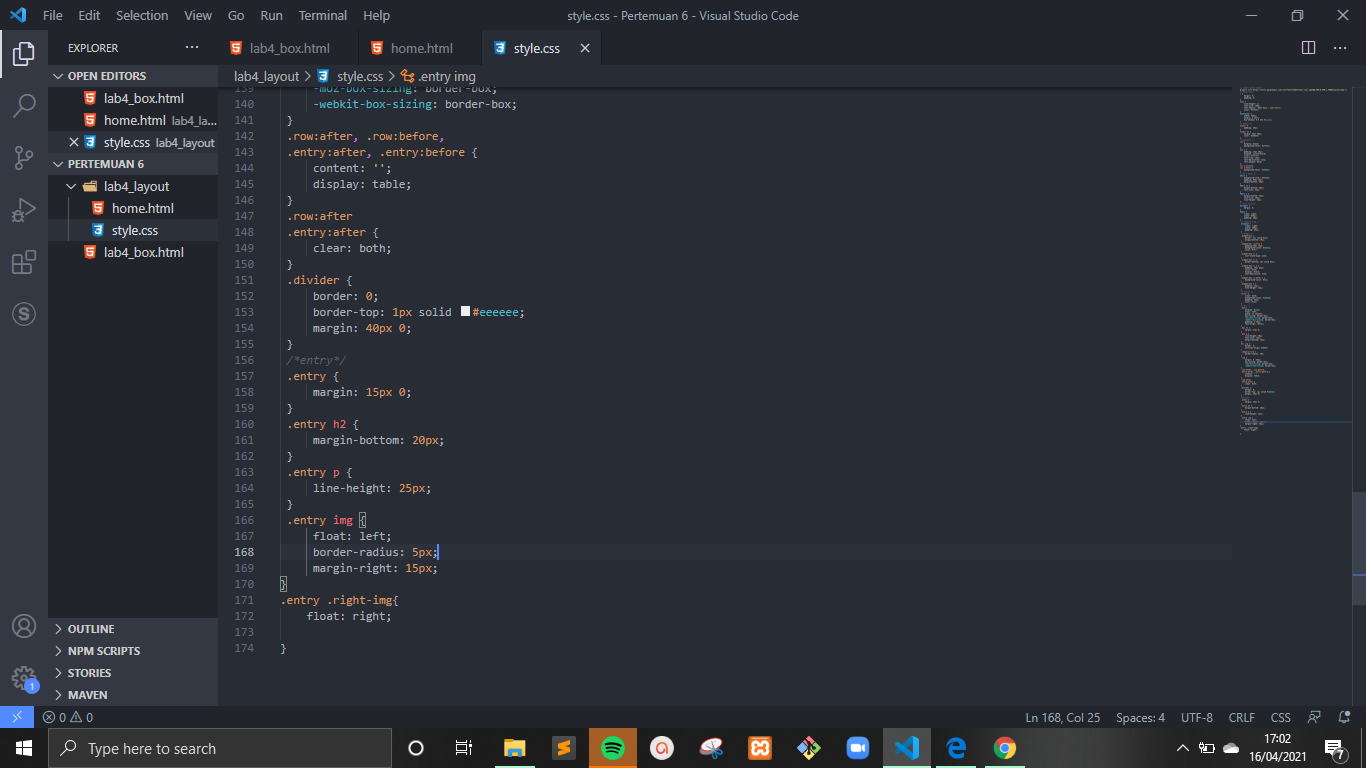 File Edit Selection View Go Run Terminal Help style.css - Pertemuan 6 - Visual Studio Code
EXPLORER
lab4_box.html home.html style.css
OPEN EDITORS
lab4_box.html
home.html lab4_la...
style.css lab4_layout
PERTEMUAN 6
lab4_layout
home.html
style.css
lab4_box.html
OUTLINE
NPM SCRIPTS
STORIES
MAVEN
lab4_layout > style.css > .entry img
139 -moz-box-sizing: border-box;
140 -webkit-box-sizing: border-box;
141 }
142 .row:after, .row:before,
143 .entry:after, .entry:before {
144 content: '';
145 display: table;
146 }
147 .row:after
148 .entry:after {
149 clear: both;
150 }
151 .divider {
152 border: 0;
153 border-top: 1px solid #eeeeee;
154 margin: 40px 0;
155 }
156 /*entry*/
157 .entry {
158 margin: 15px 0;
159 }
160 .entry h2 {
161 margin-bottom: 20px;
162 }
163 .entry p {
164 line-height: 25px;
165 }
166 .entry img {
167 float: left;
168 border-radius: 5px;
169 margin-right: 15px;
170 }
171 .entry .right-img{
172 float: right;
173
174 }
1
0 0 Ln 168, Col 25 Spaces: 4 UTF-8 CRLF CSS
Type here to search
17:02
16/04/2021
7